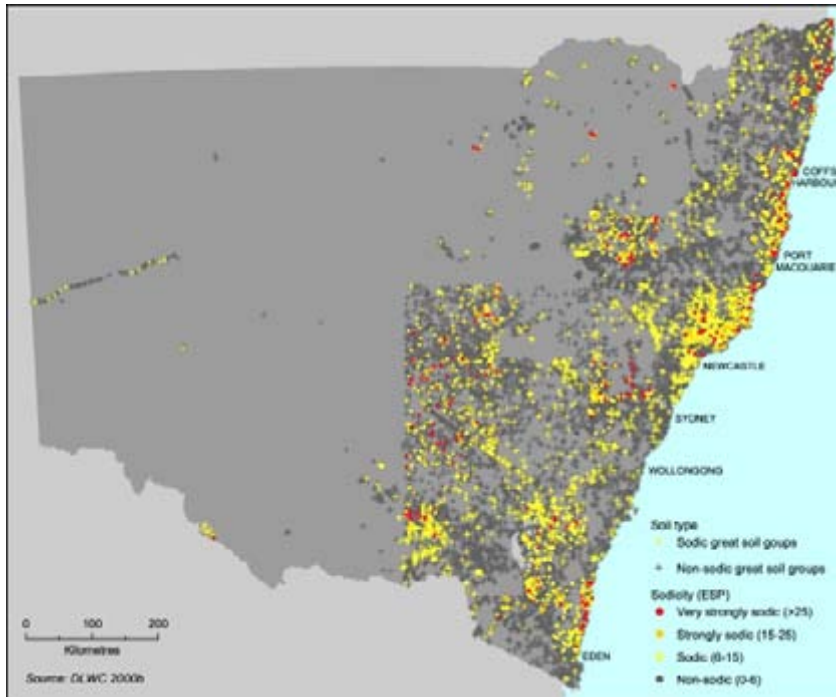 COFFS
HARBOUR
PORT
MACQUARIE
NEWCASTLE
SYDNEY
WOLLONGONG
EDEN
Soil type
Sodic great soil goups
Non-sodic great soil groups
Sodicity (ESP)
Very strongly sodic (>25)
Strongly sodic (15-25)
Sodic (6-15)
Non-sodic (0-6)
0 100 200
Kilometres
Source: DLWC 2000b